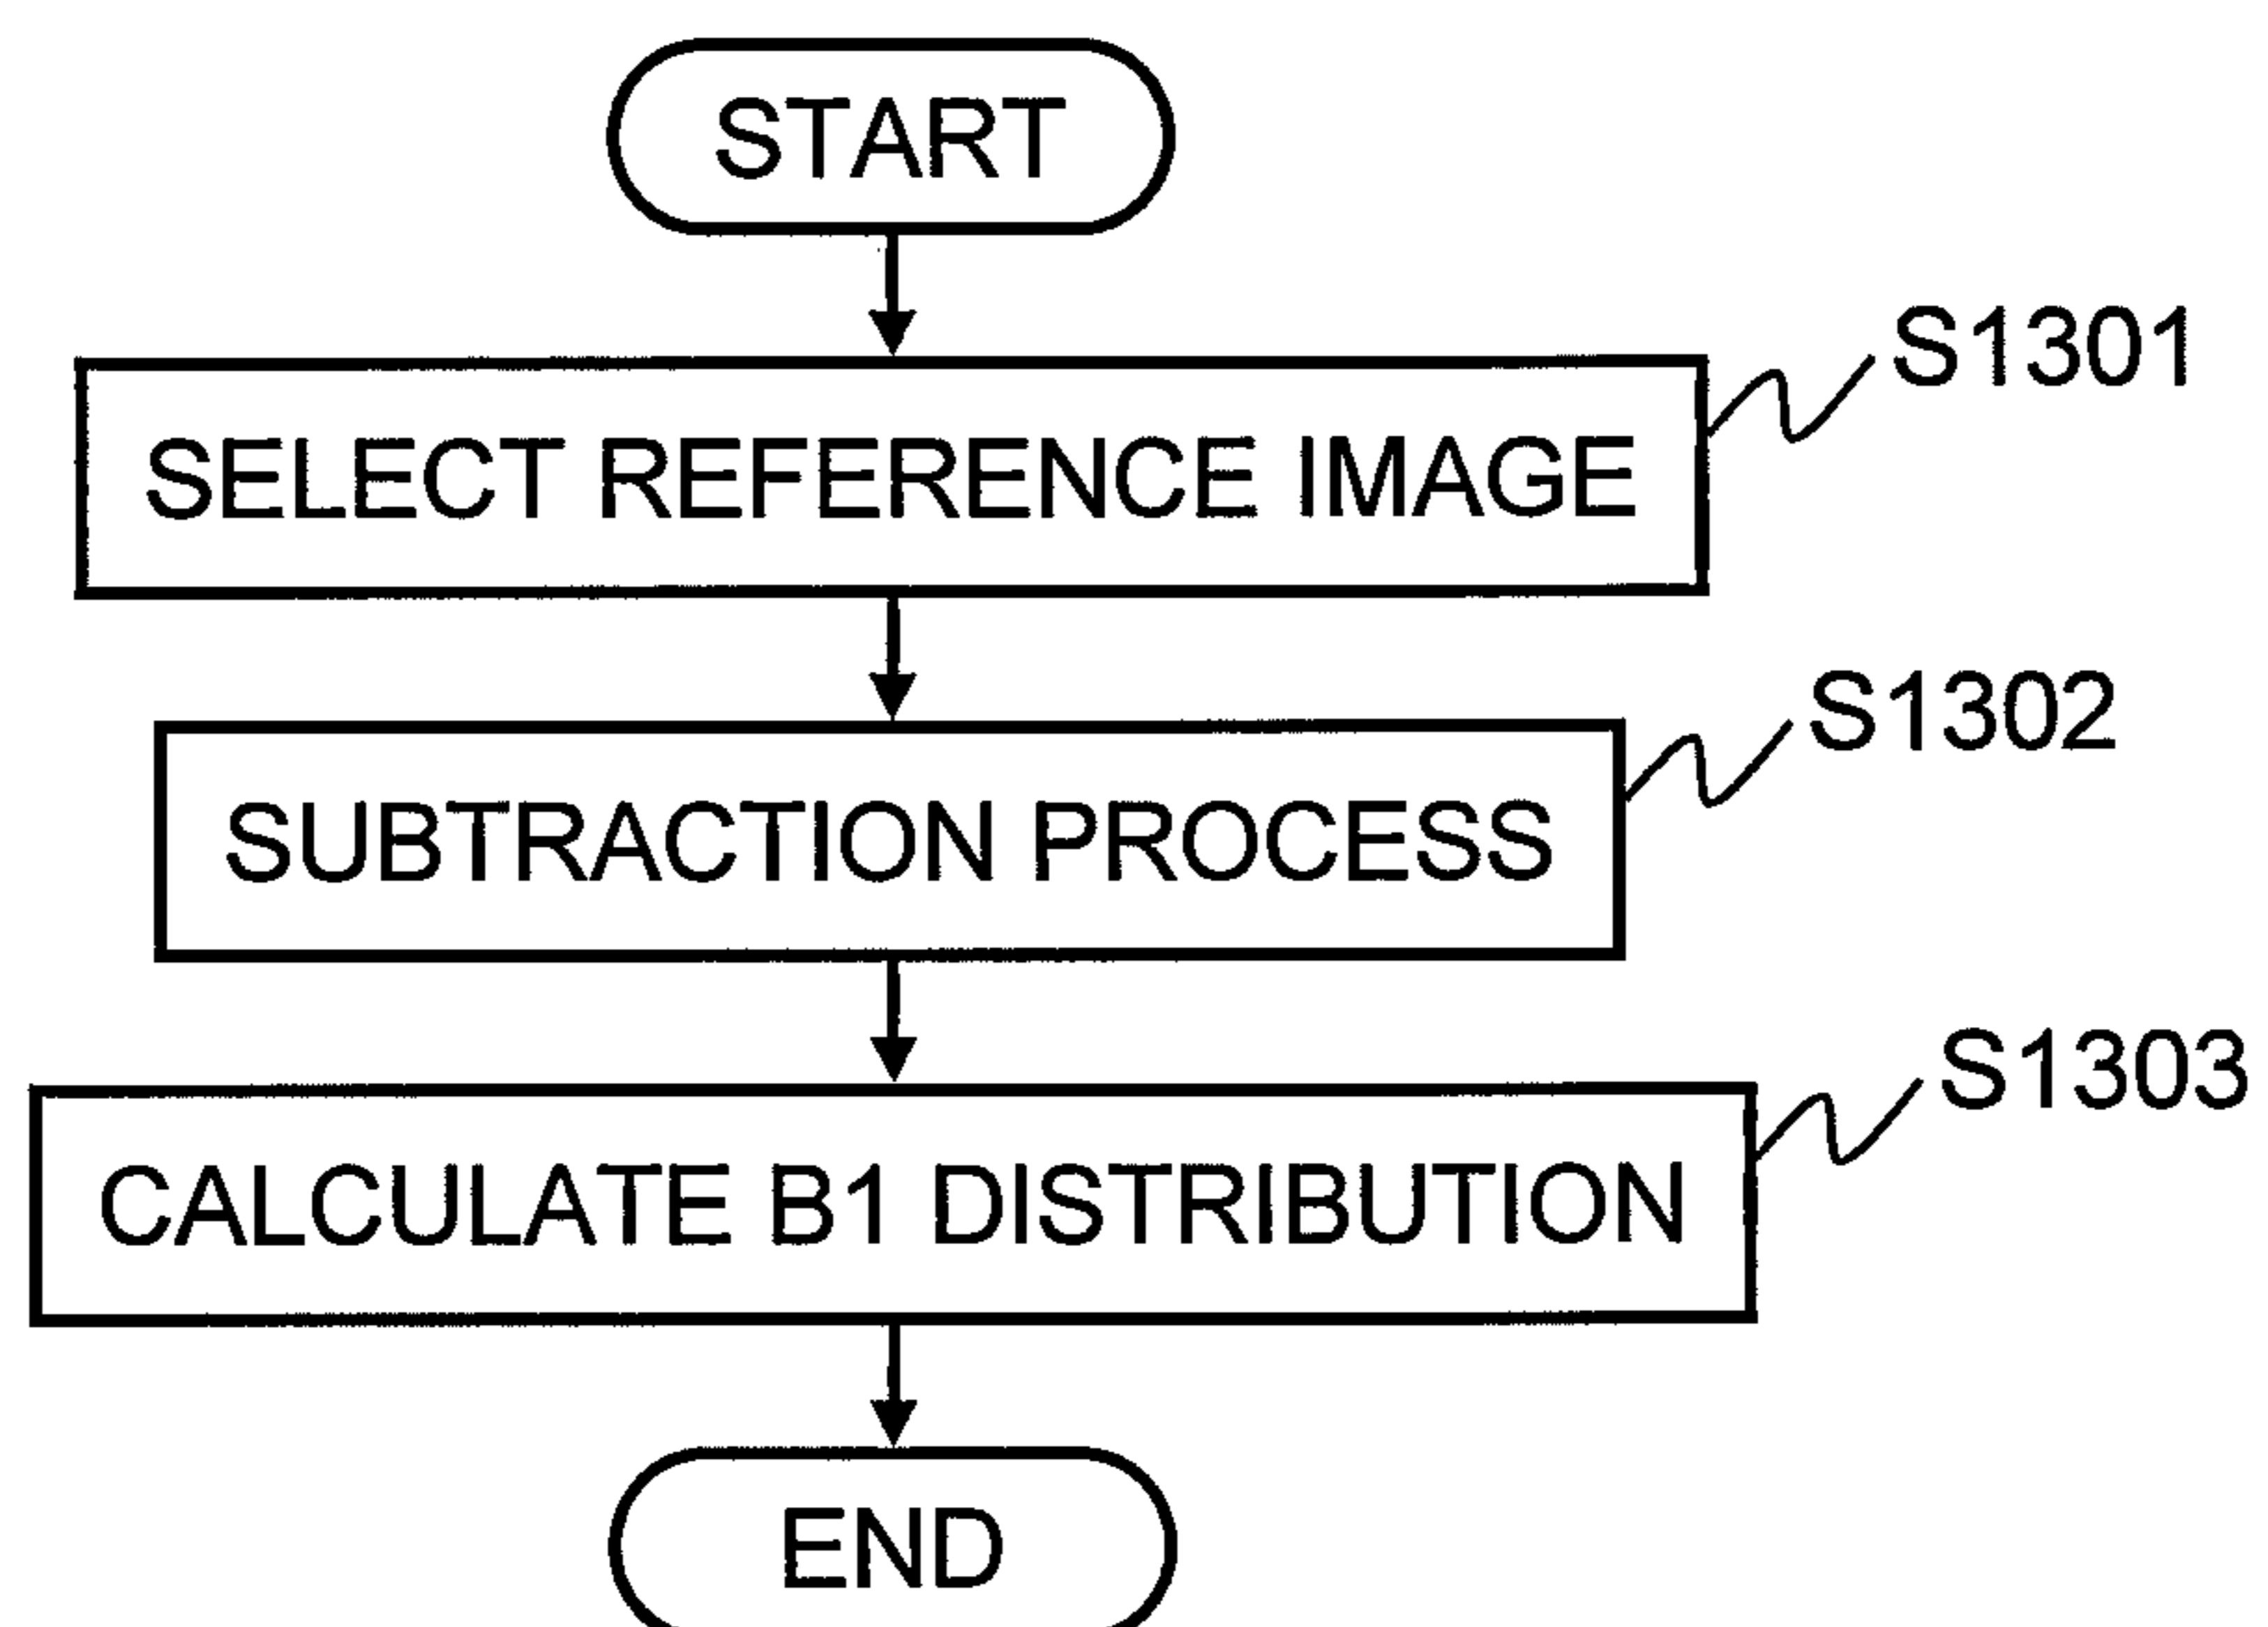 START
S1301
SELECT REFERENCE IMAGE
S1302
SUBTRACTION PROCESS
S1303
CALCULATE B1 DISTRIBUTION
END